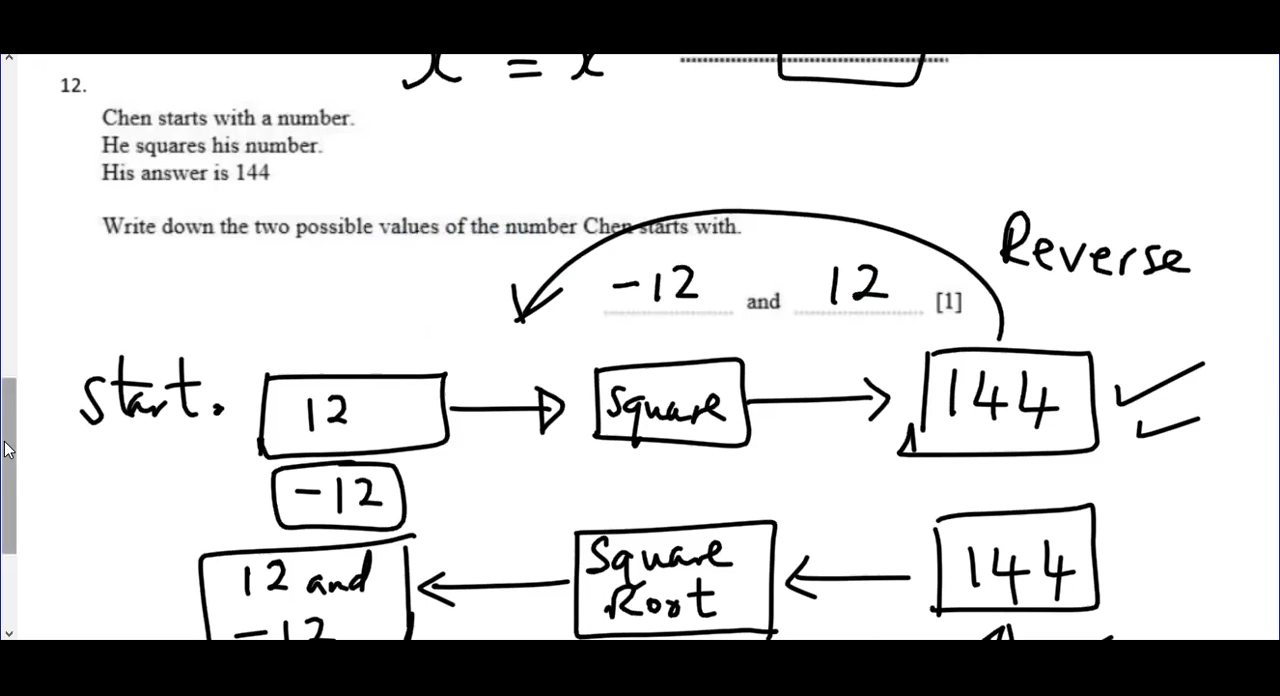 x = x
12.
Chen starts with a number.
He squares his number.
His answer is 144
Write down the two possible values of the number Chen starts with.
Reverse
-12 and 12 [1]
Start. 12 Square 144
-12
12 and Square Root 144
-12